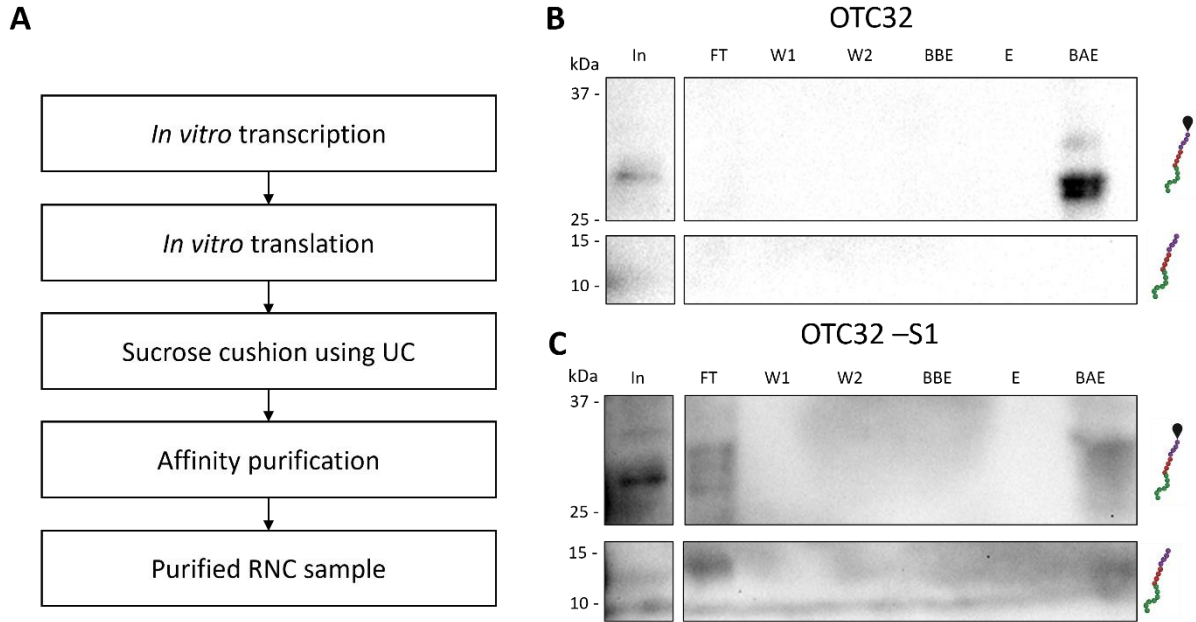 A
In vitro transcription
In vitro translation
Sucrose cushion using UC
Affinity purification
Purified RNC sample
B
OTC32
kDa
In FT W1 W2 BBE E BAE
37 -
25 -
15 -
10 -
C
OTC32 –S1
kDa
In FT W1 W2 BBE E BAE
37 -
25 -
15 -
10 -